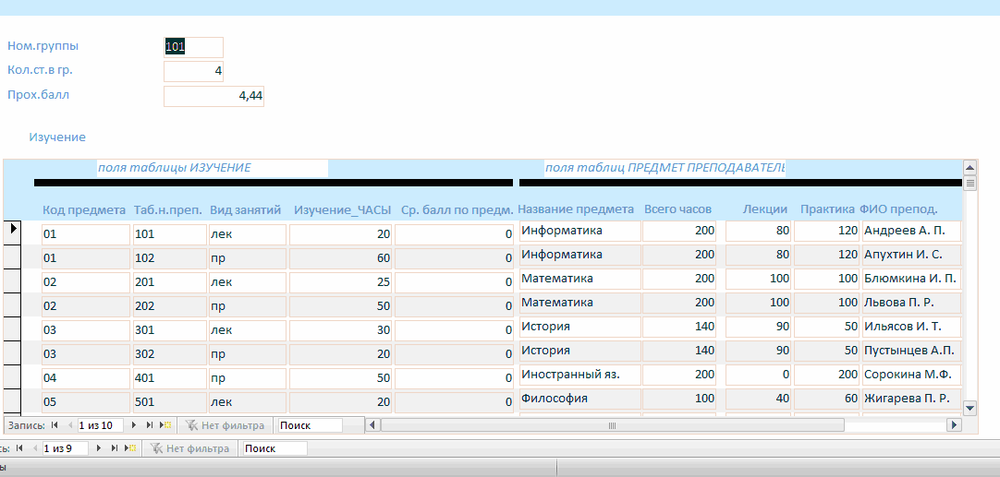 Ном.группы 101
Кол.ст.в гр. 4
Прох.балл 4,44
Изучение
поля таблицы ИЗУЧЕНИЕ поля таблиц ПРЕДМЕТ ПРЕПОДАВАТЕЛЬ
Код предмета Таб.н.преп. Вид занятий Изучение_ЧАСЫ Ср. балл по предм. Название предмета Всего часов Лекции Практика ФИО препод.
01 101 лек 20 0 Информатика 200 80 120 Андреев А. П.
01 102 пр 60 0 Информатика 200 80 120 Апухтин И. С.
02 201 лек 25 0 Математика 200 100 100 Блюмкина И. П.
02 202 пр 50 0 Математика 200 100 100 Львова П. Р.
03 301 лек 30 0 История 140 90 50 Ильясов И. Т.
03 302 пр 20 0 История 140 90 50 Пустынцев А.П.
04 401 пр 50 0 Иностранный яз. 200 0 200 Сорокина М.Ф.
05 501 лек 20 0 Философия 100 40 60 Жигарева П. Р.
Запись: 1 из 10 Нет фильтра Поиск
сь: 1 из 9 Нет фильтра Поиск
ы